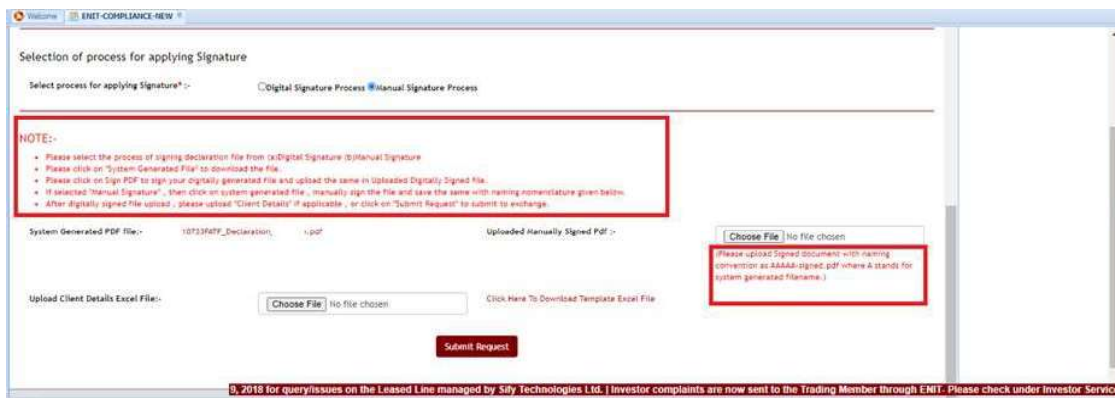 Welcome ENIT-COMPLIANCE-NEW
Selection of process for applying Signature
Select process for applying Signature* :- Digital Signature Process Manual Signature Process
NOTE:-
Please select the process of signing declaration file from (a)Digital Signature (b)Manual Signature
Please click on "System Generated File" to download the file.
Please click on Sign PDF to sign your digitally generated file and upload the same in Uploaded Digitally Signed file.
If selected "Manual Signature" , then click on system generated file , manually sign the file and save the same with naming nomenclature given below.
After digitally signed file upload , please upload "Client Details" if applicable , or click on "Submit Request" to submit to exchange.
System Generated PDF file:- 10733FATF_Declaration_ .pdf Uploaded Manually Signed Pdf :- Choose File No file chosen
(Please upload Signed document with naming
convention as AAAAA-signed.pdf where A stands for
system generated filename.)
Upload Client Details Excel File:- Choose File No file chosen Click Here To Download Template Excel File
Submit Request
9, 2018 for query/issues on the Leased Line managed by Sify Technologies Ltd. | Investor complaints are now sent to the Trading Member through ENIT- Please check under Investor Servic